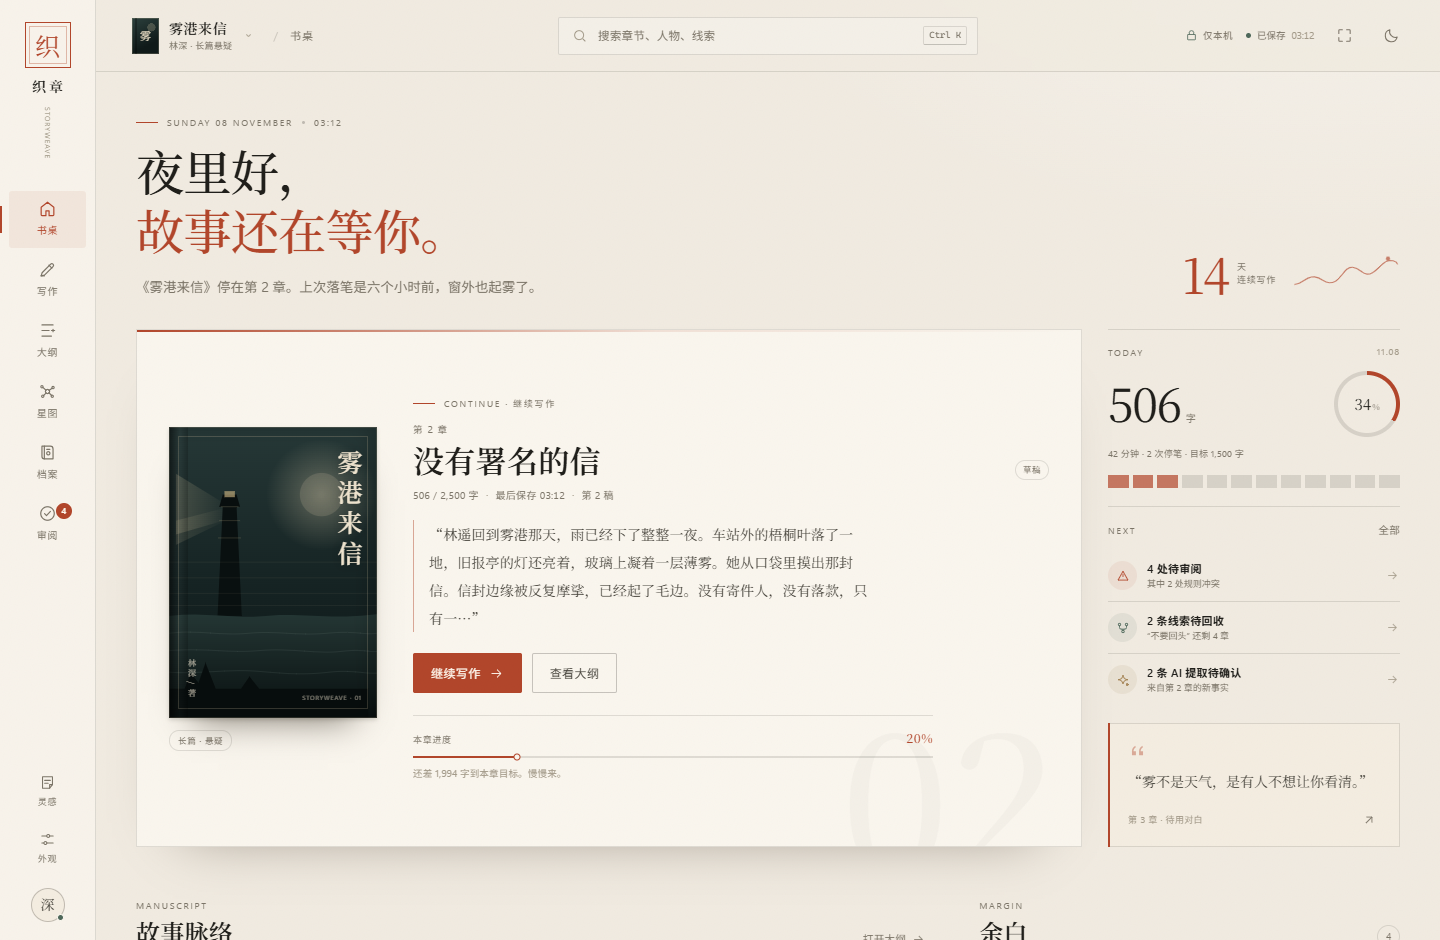 织
织章
STORYWEAVE
书桌
写作
大纲
星图
档案
审阅
4
灵感
外观
深
雾
雾港来信
林深 · 长篇悬疑
/ 书桌
搜索章节、人物、线索
Ctrl K
仅本机
已保存 03:12
SUNDAY 08 NOVEMBER • 03:12
夜里好，
故事还在等你。
《雾港来信》停在第 2 章。上次落笔是六个小时前，窗外也起雾了。
14
天
连续写作
雾港来信
林深 / 著
STORYWEAVE · 01
长篇 · 悬疑
CONTINUE · 继续写作
第 2 章
没有署名的信
草稿
506 / 2,500 字 · 最后保存 03:12 · 第 2 稿
“林遥回到雾港那天，雨已经下了整整一夜。车站外的梧桐叶落了一
地，旧报亭的灯还亮着，玻璃上凝着一层薄雾。她从口袋里摸出那封
信。信封边缘被反复摩挲，已经起了毛边。没有寄件人，没有落款，只
有一…”
继续写作 →
查看大纲
本章进度
20%
还差 1,994 字到本章目标。慢慢来。
02
TODAY
11.08
506 字
34%
42 分钟 · 2 次停笔 · 目标 1,500 字
NEXT
全部
4 处待审阅
其中 2 处规则冲突
2 条线索待回收
“不要回头” 还剩 4 章
2 条 AI 提取待确认
来自第 2 章的新事实
“
“雾不是天气，是有人不想让你看清。”
第 3 章 · 待用对白
MANUSCRIPT
故事脉络
打开大纲 →
MARGIN
余白
4